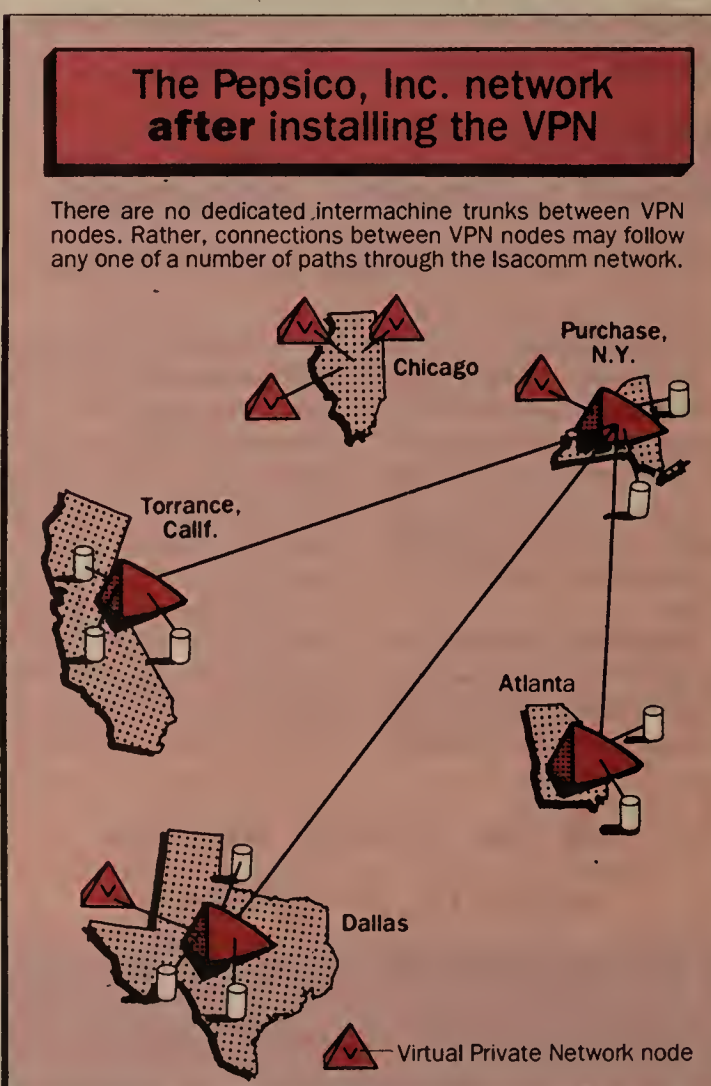 The Pepsico, Inc. network
after installing the VPN
There are no dedicated intermachine trunks between VPN
nodes. Rather, connections between VPN nodes may follow
any one of a number of paths through the Isacomm network.
Chicago
Purchase,
N.Y.
V
V
V
V
Torrance,
Calif.
Atlanta
V
Dallas
V
Virtual Private Network node